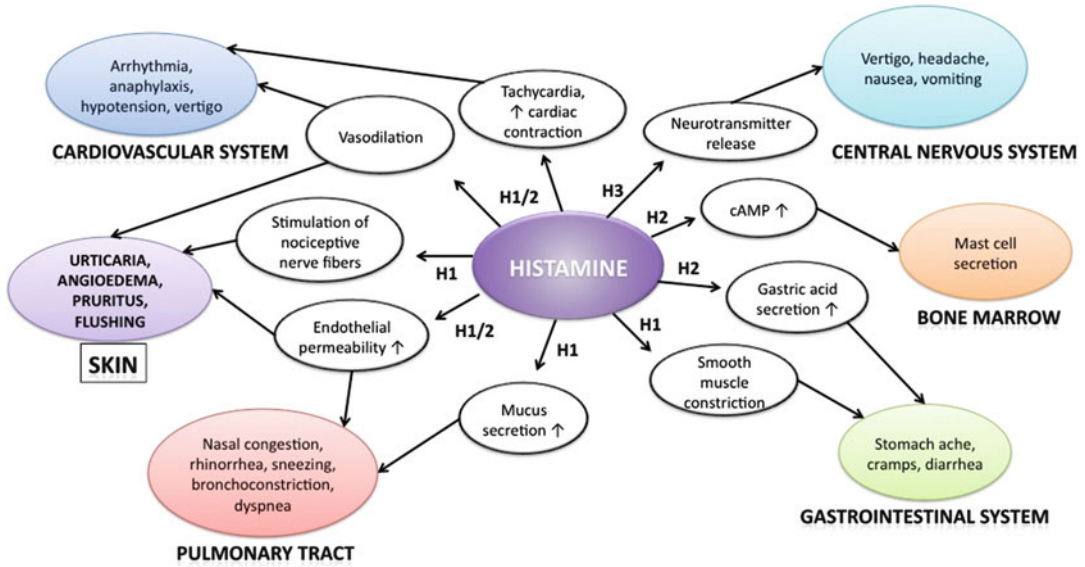 Arrhythmia,
anaphylaxis,
hypotension, vertigo
CARDIOVASCULAR SYSTEM
Vasodilation
Tachycardia,
↑ cardiac
contraction
Neurotransmitter
release
Vertigo, headache,
nausea, vomiting
CENTRAL NERVOUS SYSTEM
H1/2
H3
H2
cAMP ↑
Mast cell
secretion
BONE MARROW
Stimulation of
nociceptive
nerve fibers
H1
HISTAMINE
H2
Gastric acid
secretion ↑
URTICARIA,
ANGIOEDEMA,
PRURITUS,
FLUSHING
SKIN
Endothelial
permeability ↑
H1/2
H1
H1
Smooth
muscle
constriction
Mucus
secretion ↑
Nasal congestion,
rhinorrhea, sneezing,
bronchoconstriction,
dyspnea
PULMONARY TRACT
Stomach ache,
cramps, diarrhea
GASTROINTESTINAL SYSTEM